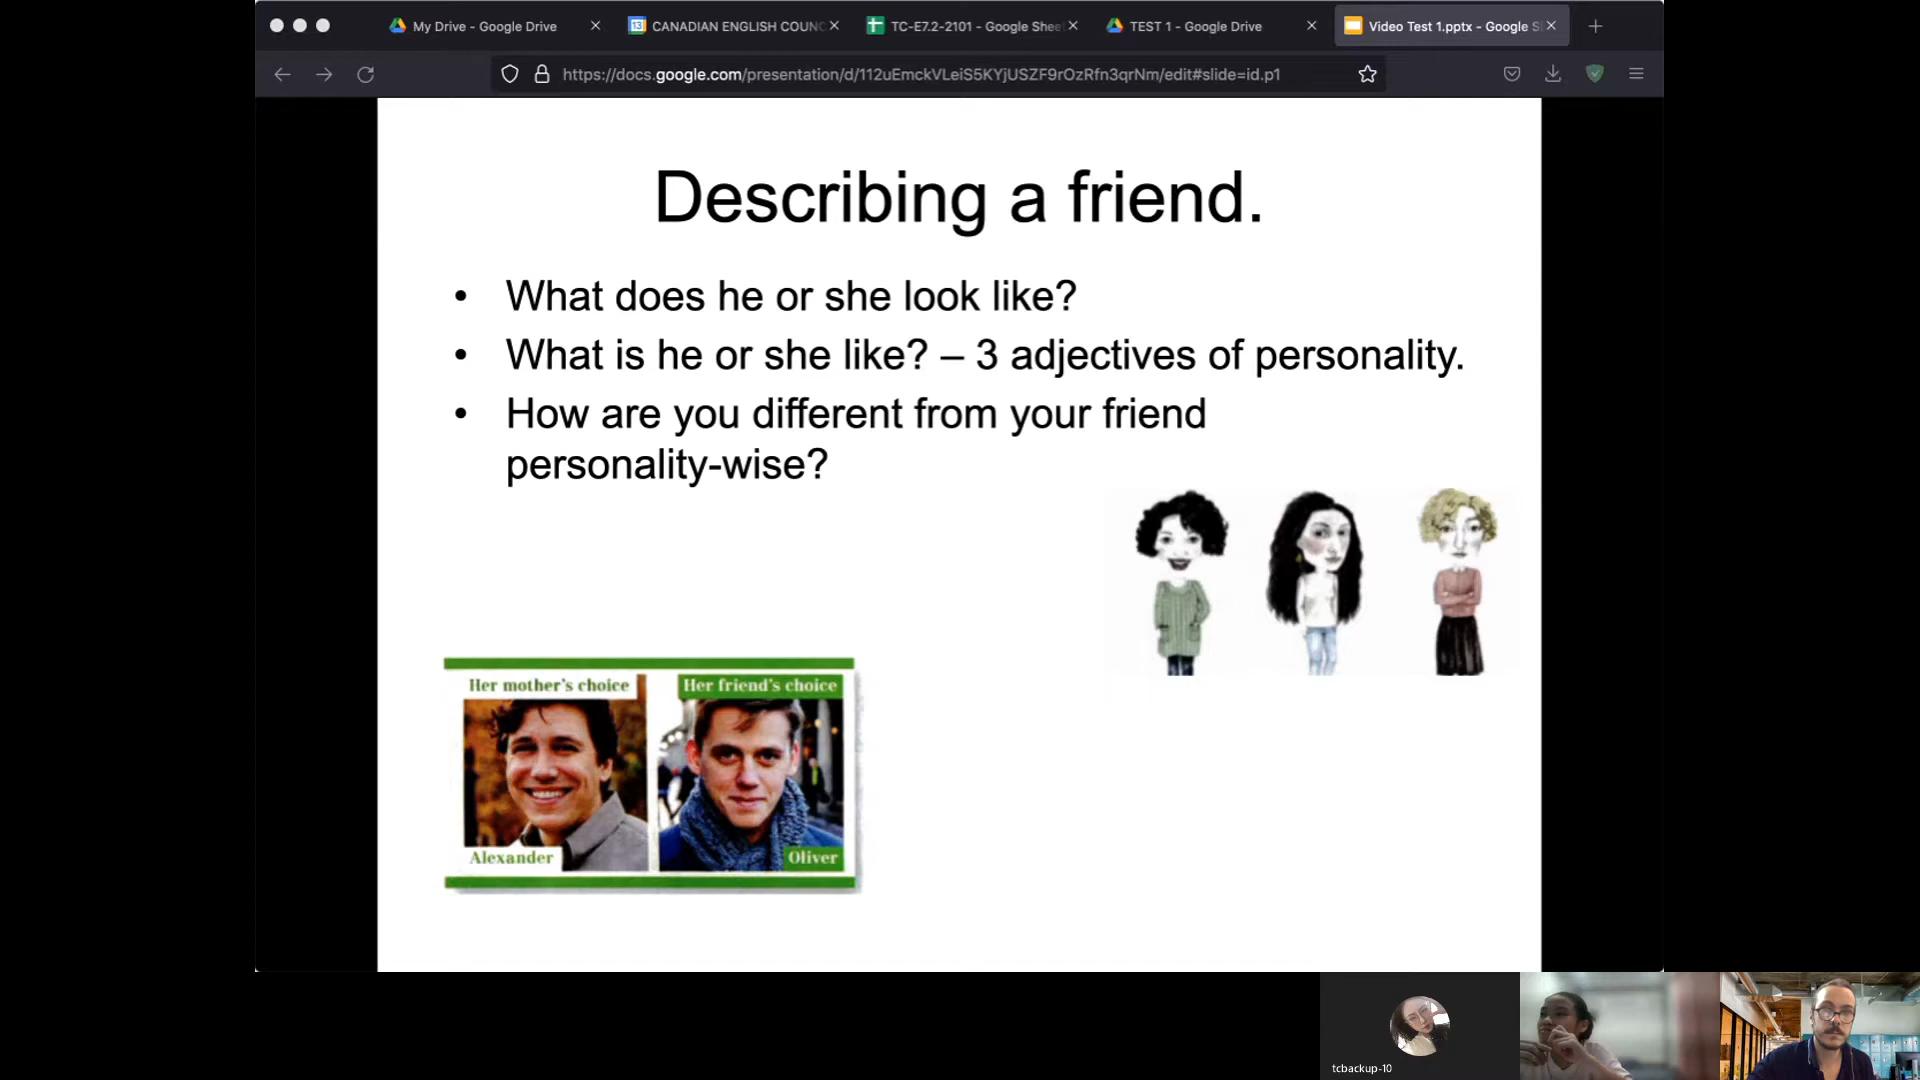 My Drive - Google Drive
CANADIAN ENGLISH COUNC
TC-E7.2-2101 - Google Shee
TEST 1 - Google Drive
Video Test 1.pptx - Google S
https://docs.google.com/presentation/d/112uEmckVLeiS5KYjUSZF9rOzRfn3qrNm/edit#slide=id.p1
Describing a friend.
• What does he or she look like?
• What is he or she like? – 3 adjectives of personality.
• How are you different from your friend
personality-wise?
Her mother's choice
Her friend's choice
Alexander
Oliver
tcbackup-10